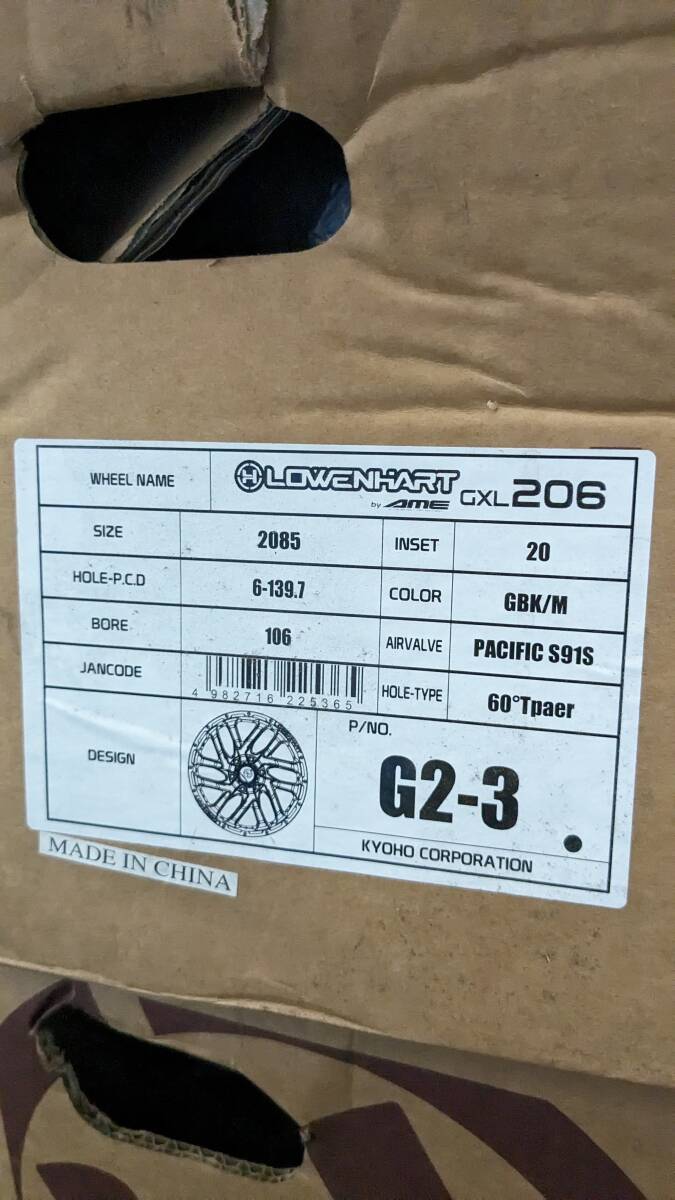 WHEEL NAME
LOWENHART GXL206
by AME
SIZE 2085 INSET 20
HOLE-P.C.D 6-139.7 COLOR GBK/M
BORE 106 AIRVALVE PACIFIC S91S
JANCODE 4 982716 225365 HOLE-TYPE 60°Tpaer
DESIGN P/NO.
G2-3
KYOHO CORPORATION
MADE IN CHINA